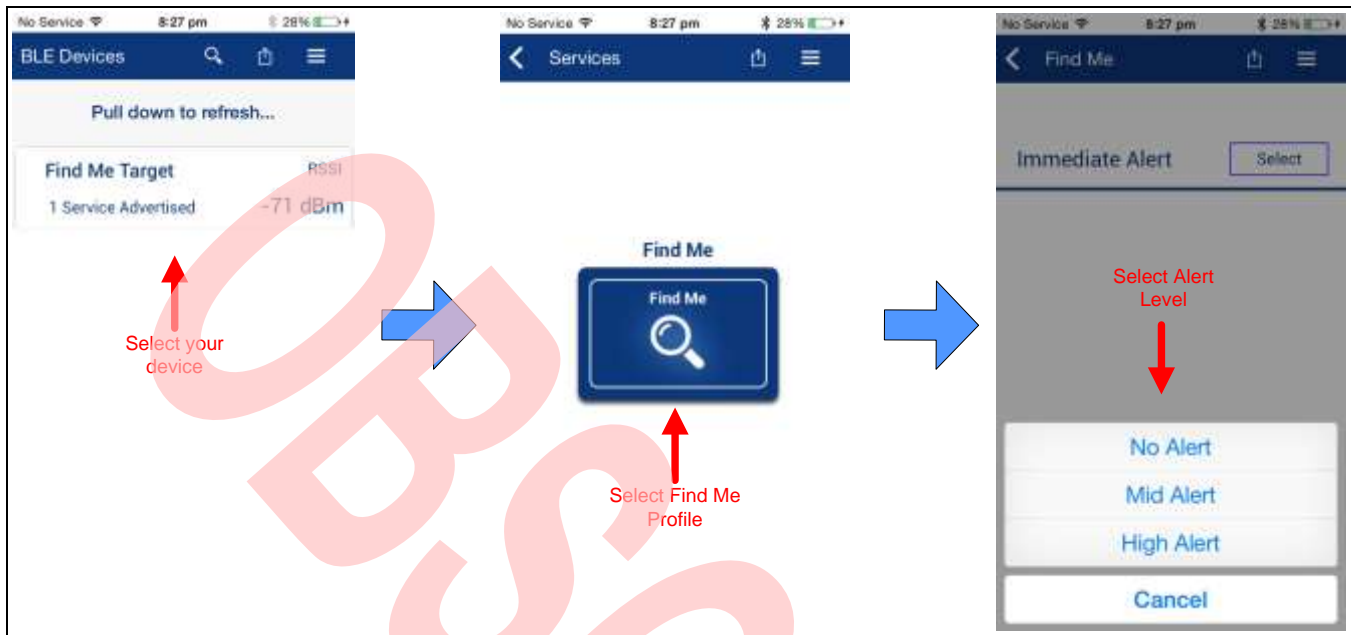 No Service 8:27 pm 28%
BLE Devices
Pull down to refresh...
Find Me Target RSSI
1 Service Advertised -71 dBm
Select your
device
No Service 8:27 pm 28%
Services
Find Me
Find Me
Select Find Me
Profile
No Service 8:27 pm 28%
Find Me
Immediate Alert Select
Select Alert
Level
No Alert
Mid Alert
High Alert
Cancel
OBSO